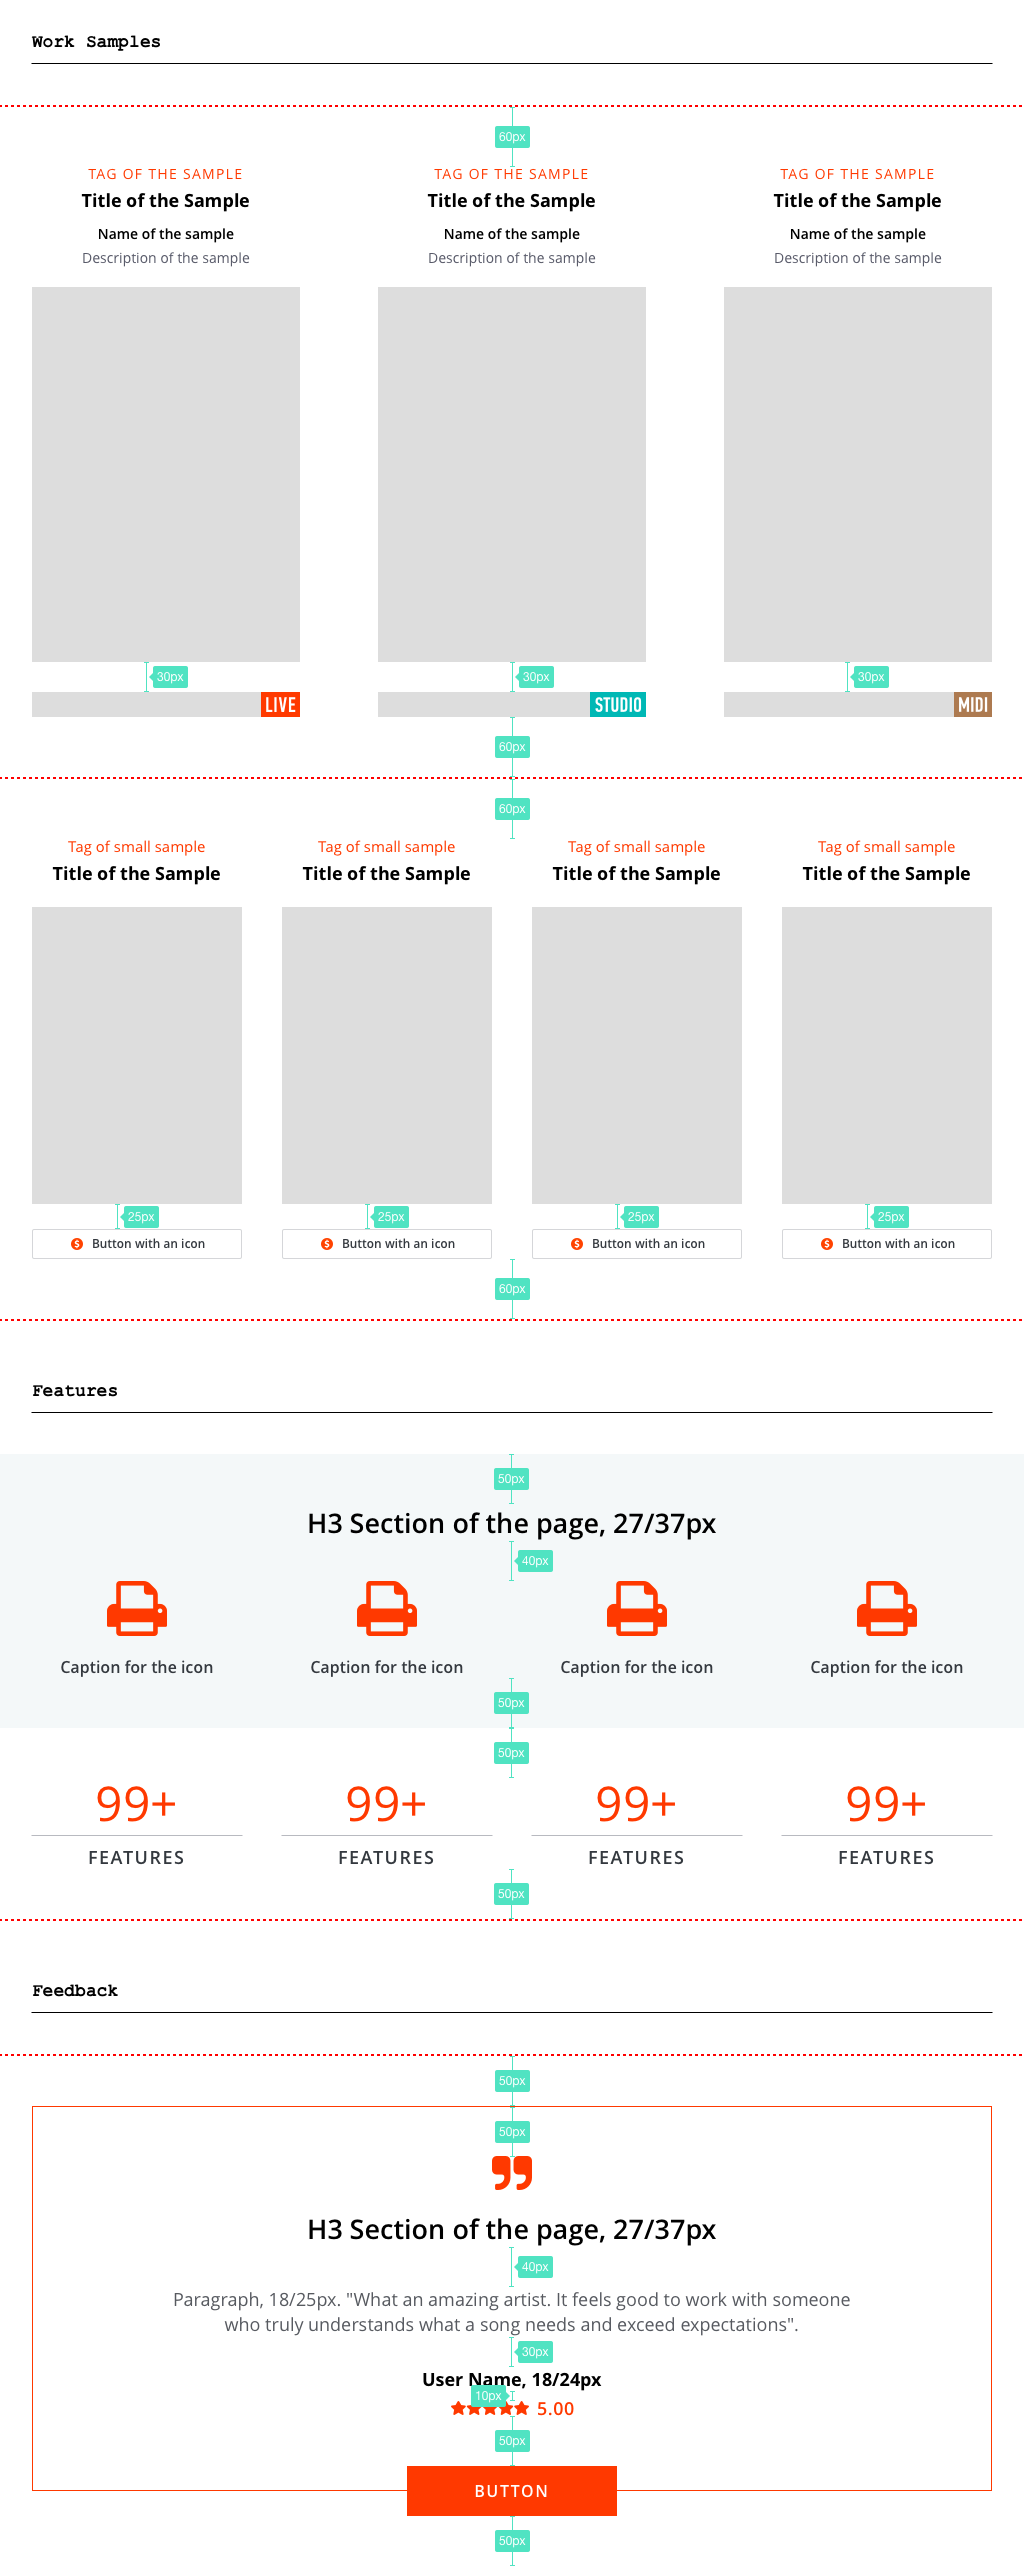 Work Samples
60px
TAG OF THE SAMPLE TAG OF THE SAMPLE TAG OF THE SAMPLE
Title of the Sample Title of the Sample Title of the Sample
Name of the sample Name of the sample Name of the sample
Description of the sample Description of the sample Description of the sample
30px 30px 30px
LIVE STUDIO MIDI
60px
60px
Tag of small sample Tag of small sample Tag of small sample Tag of small sample
Title of the Sample Title of the Sample Title of the Sample Title of the Sample
25px 25px 25px 25px
Button with an icon Button with an icon Button with an icon Button with an icon
60px
Features
50px
H3 Section of the page, 27/37px
40px
Caption for the icon Caption for the icon Caption for the icon Caption for the icon
50px
50px
99+ 99+ 99+ 99+
FEATURES FEATURES FEATURES FEATURES
50px
Feedback
50px
50px
H3 Section of the page, 27/37px
40px
Paragraph, 18/25px. "What an amazing artist. It feels good to work with someone
who truly understands what a song needs and exceed expectations".
30px
User Name, 18/24px
10px
5.00
50px
BUTTON
50px